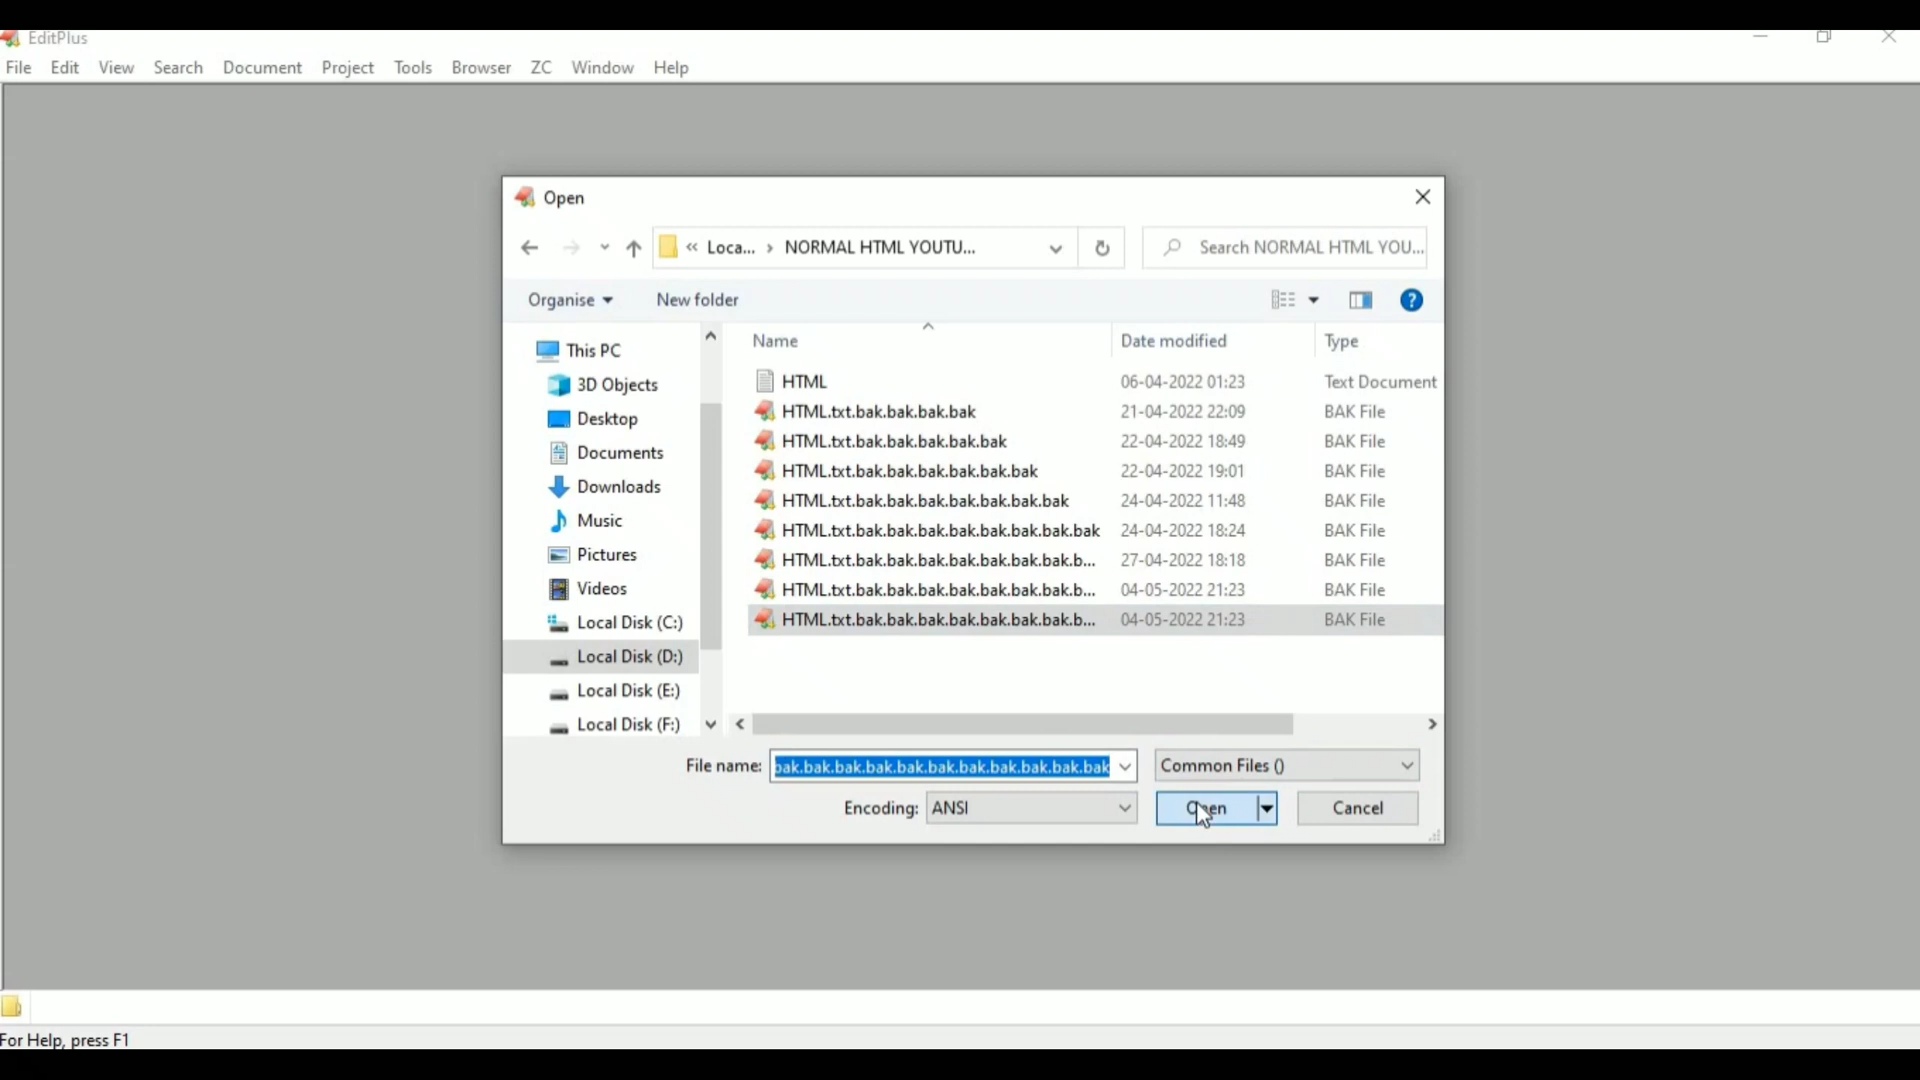 EditPlus
File Edit View Search Document Project Tools Browser ZC Window Help
Open
« Loca... › NORMAL HTML YOUTU...
Search NORMAL HTML YOU...
Organise New folder
This PC
3D Objects
Desktop
Documents
Downloads
Music
Pictures
Videos
Local Disk (C:)
Local Disk (D:)
Local Disk (E:)
Local Disk (F:)
Name Date modified Type
HTML 06-04-2022 01:23 Text Document
HTML.txt.bak.bak.bak.bak 21-04-2022 22:09 BAK File
HTML.txt.bak.bak.bak.bak.bak 22-04-2022 18:49 BAK File
HTML.txt.bak.bak.bak.bak.bak.bak 22-04-2022 19:01 BAK File
HTML.txt.bak.bak.bak.bak.bak.bak.bak 24-04-2022 11:48 BAK File
HTML.txt.bak.bak.bak.bak.bak.bak.bak.bak 24-04-2022 18:24 BAK File
HTML.txt.bak.bak.bak.bak.bak.bak.bak.b... 27-04-2022 18:18 BAK File
HTML.txt.bak.bak.bak.bak.bak.bak.bak.b... 04-05-2022 21:23 BAK File
HTML.txt.bak.bak.bak.bak.bak.bak.bak.b... 04-05-2022 21:23 BAK File
File name: bak.bak.bak.bak.bak.bak.bak.bak.bak.bak.bak Common Files ()
Encoding: ANSI Open Cancel
For Help, press F1